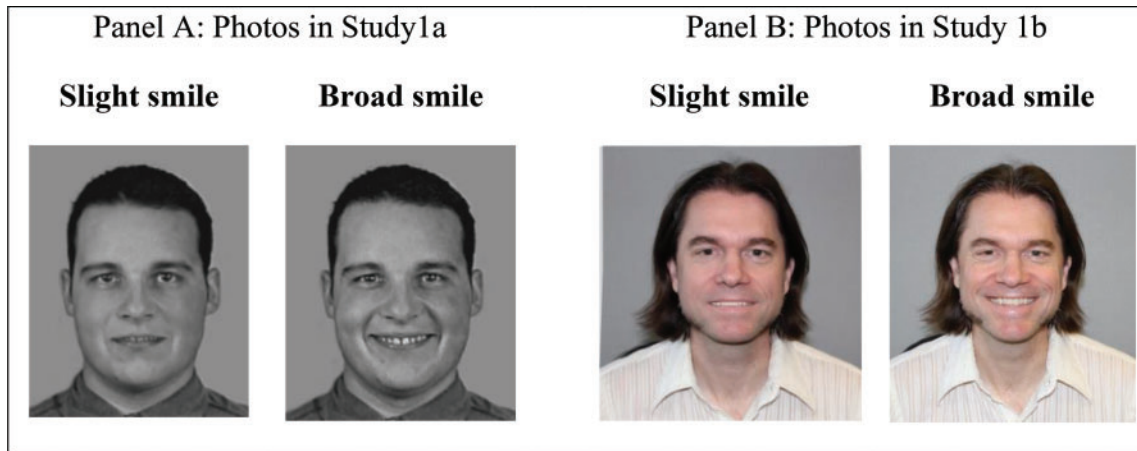 Panel A: Photos in Study1a
Slight smile
Broad smile
Panel B: Photos in Study 1b
Slight smile
Broad smile